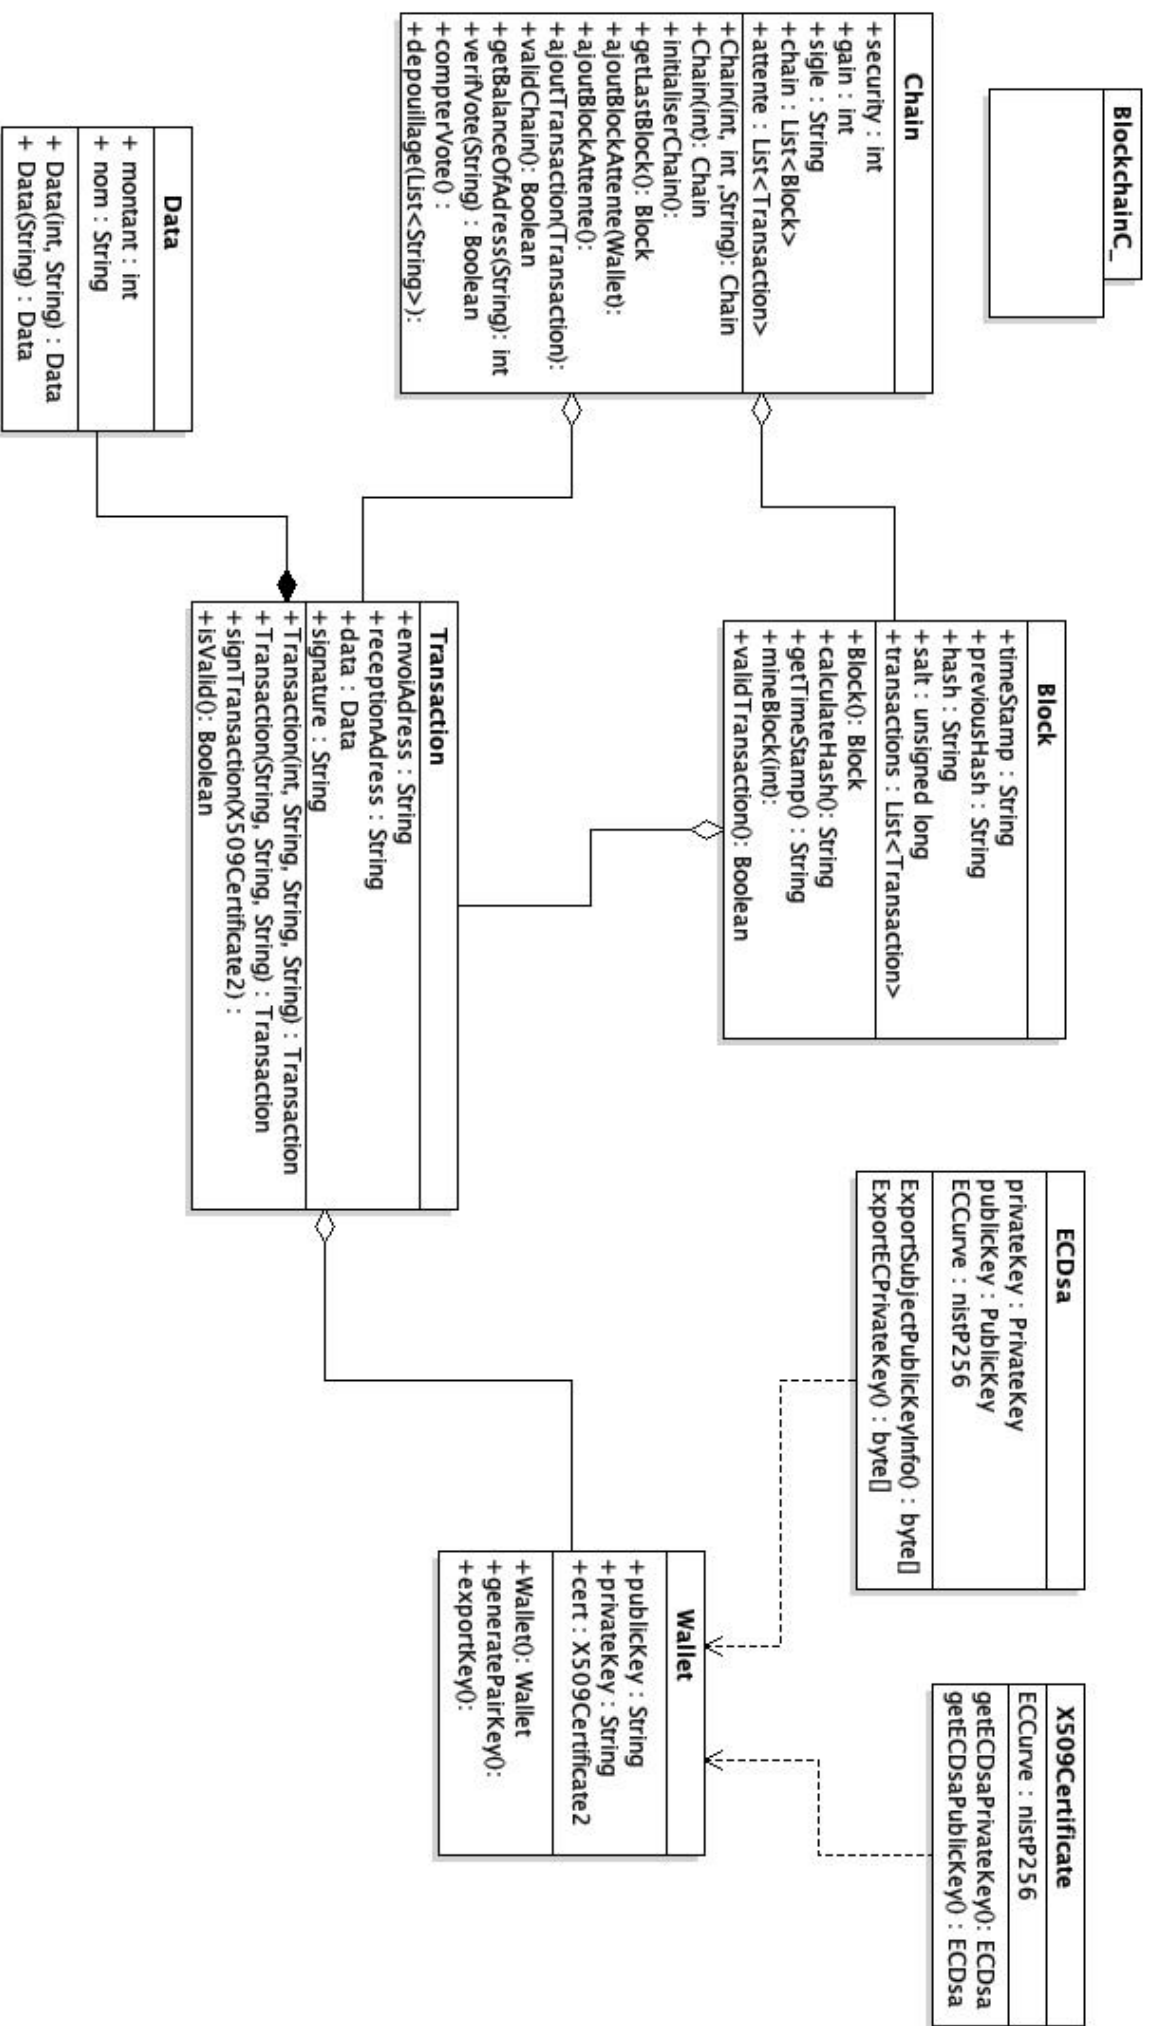 BlockchainC_
Chain
+security : int
+gain : int
+sigle : String
+chain : List<Block>
+attente : List<Transaction>
+Chain(int, int ,String): Chain
+Chain(int): Chain
+initialiserChain():
+getLastBlock(): Block
+ajoutBlockAttente(Wallet):
+ajoutBlockAttente():
+ajoutTransaction(Transaction):
+validChain(): Boolean
+getBalanceOfAdress(String): int
+verifVote(String) : Boolean
+compterVote() :
+depouillage(List<String>):
Block
+timeStamp : String
+previousHash : String
+hash : String
+salt : unsigned long
+transactions : List<Transaction>
+Block(): Block
+calculateHash(): String
+getTimeStamp() : String
+mineBlock(int):
+validTransaction(): Boolean
ECDsa
privateKey : PrivateKey
publicKey : PublicKey
ECCurve : nistP256
ExportSubjectPublicKeyInfo() : byte[]
ExportECPrivateKey() : byte[]
X509Certificate
ECCurve : nistP256
getECDsaPrivateKey(): ECDsa
getECDsaPublicKey() : ECDsa
Data
+ montant : int
+ nom : String
+ Data(int, String) : Data
+ Data(String) : Data
Transaction
+envoiAdress : String
+receptionAdress : String
+data : Data
+signature : String
+Transaction(int, String, String, String) : Transaction
+Transaction(String, String, String) : Transaction
+signTransaction(X509Certificate2) :
+isValid(): Boolean
Wallet
+publicKey : String
+privateKey : String
+cert : X509Certificate2
+Wallet(): Wallet
+generatePairKey():
+exportKey():